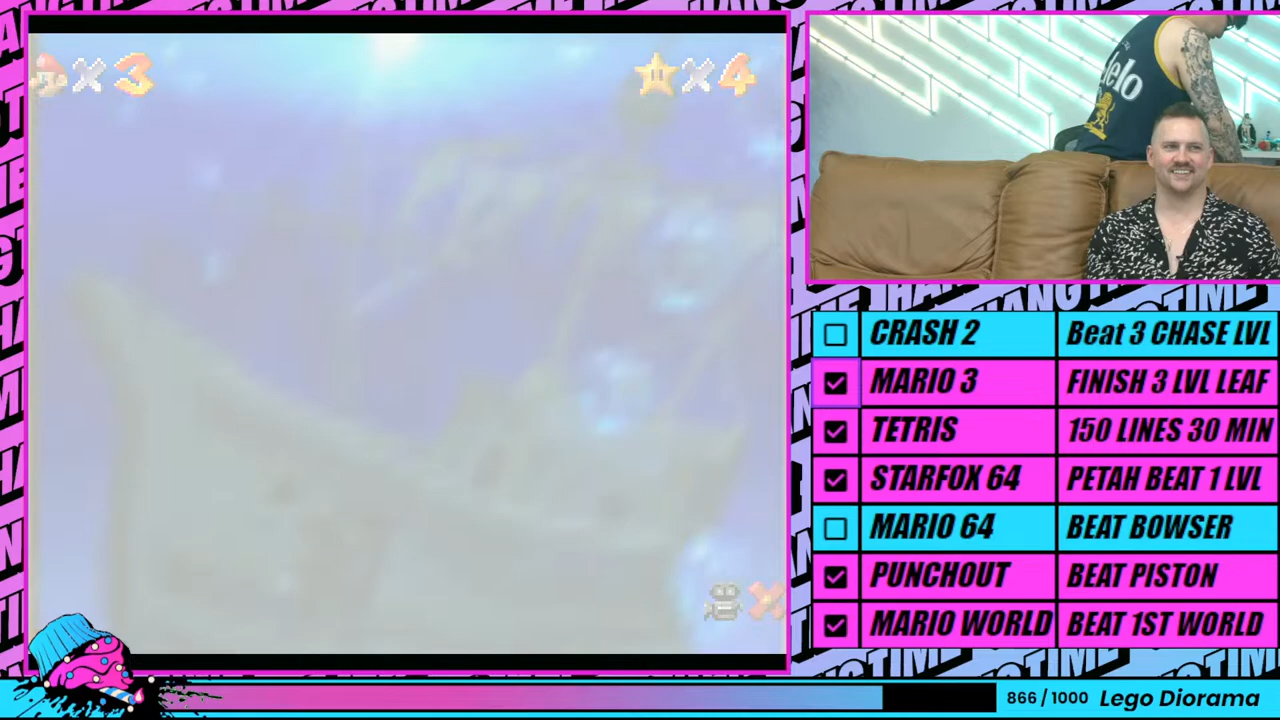 ×3
×4
elo
CRASH 2 Beat 3 CHASE LVL
MARIO 3 FINISH 3 LVL LEAF
TETRIS 150 LINES 30 MIN
STARFOX 64 PETAH BEAT 1 LVL
MARIO 64 BEAT BOWSER
PUNCHOUT BEAT PISTON
MARIO WORLD BEAT 1ST WORLD
866 / 1000 Lego Diorama